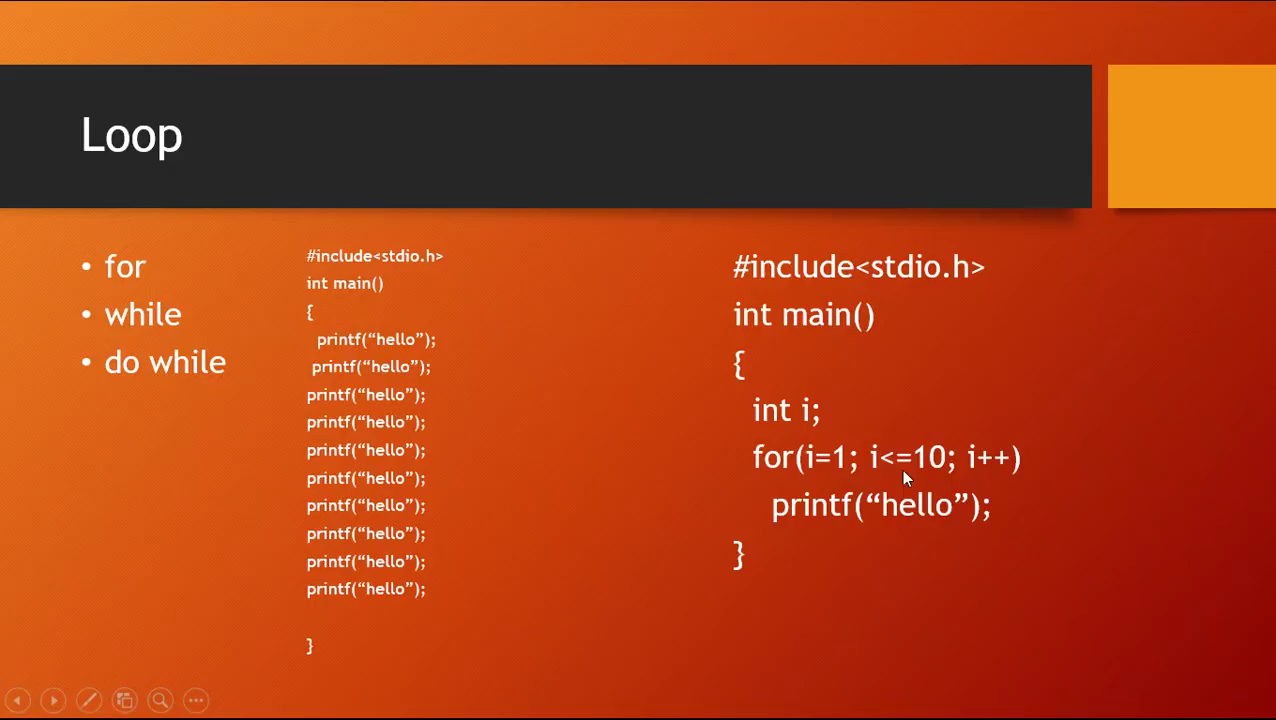 Loop
• for
• while
• do while
#include<stdio.h>
int main()
{
printf(“hello”);
printf(“hello”);
printf(“hello”);
printf(“hello”);
printf(“hello”);
printf(“hello”);
printf(“hello”);
printf(“hello”);
printf(“hello”);
printf(“hello”);
}
#include<stdio.h>
int main()
{
int i;
for(i=1; i<=10; i++)
printf(“hello”);
}